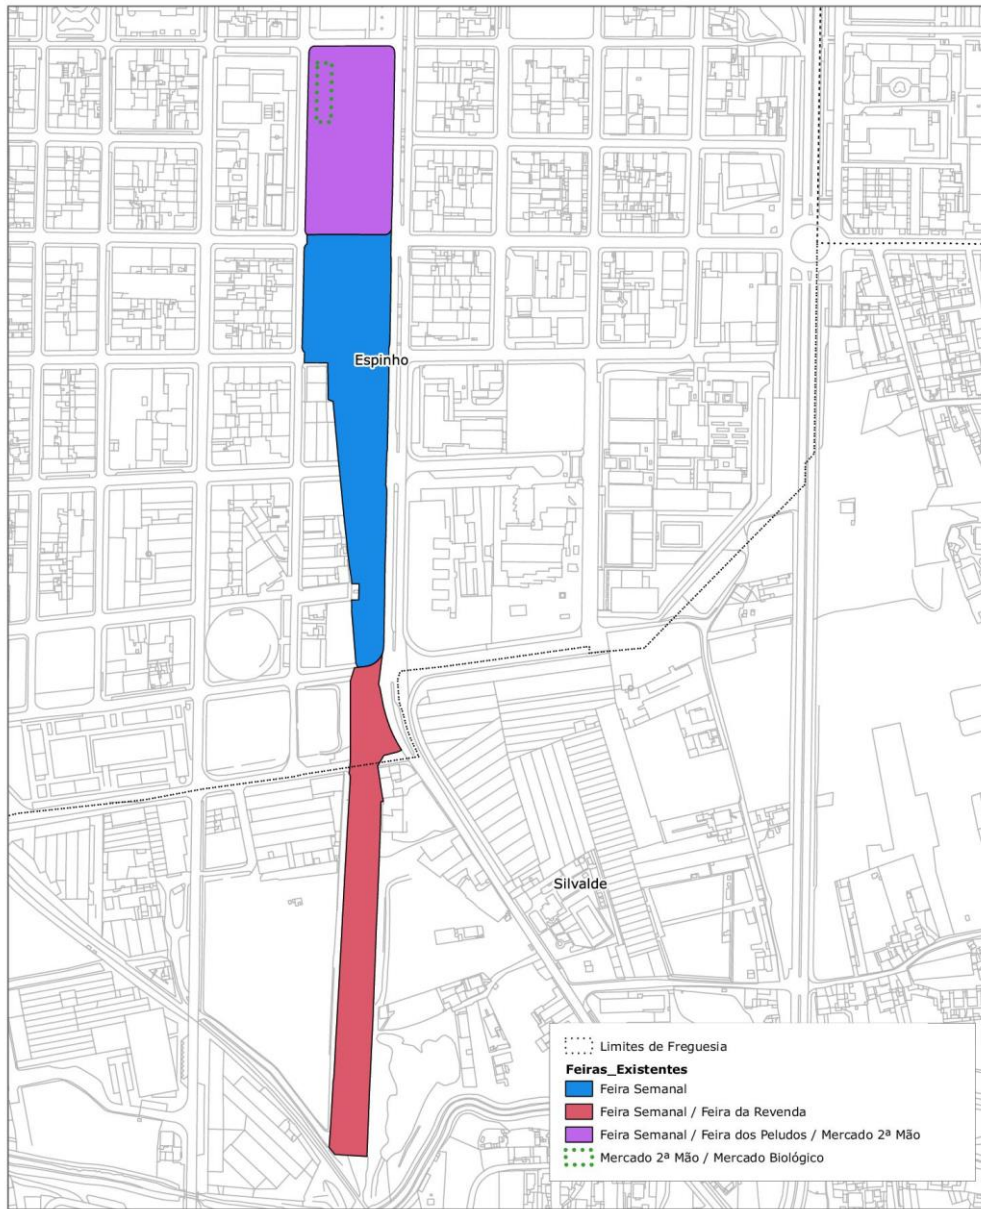 Espinho
Silvalde
Limites de Freguesia
Feiras_Existentes
Feira Semanal
Feira Semanal / Feira da Revenda
Feira Semanal / Feira dos Peludos / Mercado 2ª Mão
Mercado 2ª Mão / Mercado Biológico